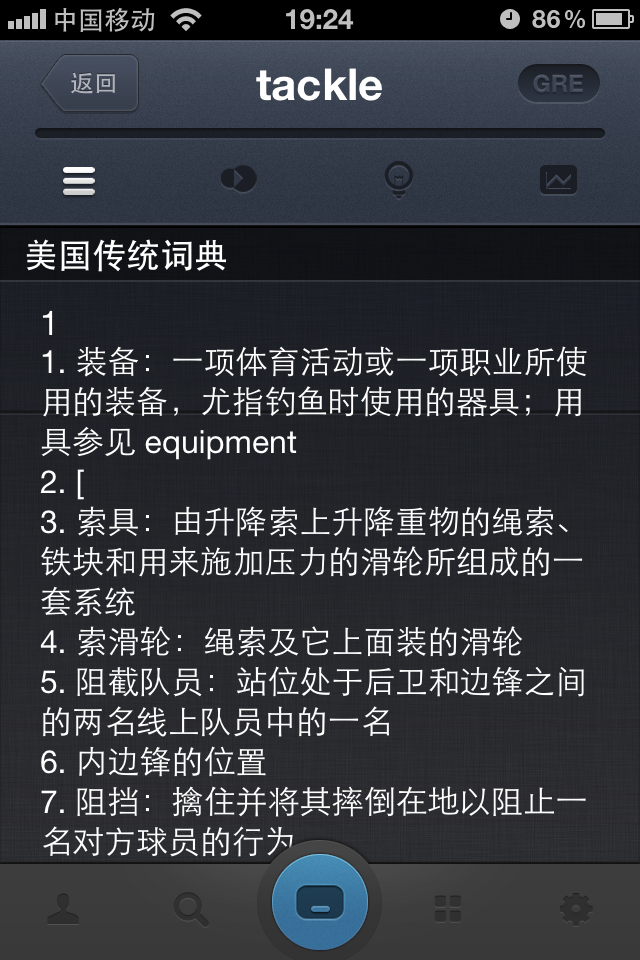 中国移动 19:24 86%
返回 tackle GRE
美国传统词典
1
1. 装备：一项体育活动或一项职业所使
用的装备，尤指钓鱼时使用的器具；用
具参见 equipment
2. [
3. 索具：由升降索上升降重物的绳索、
铁块和用来施加压力的滑轮所组成的一
套系统
4. 索滑轮：绳索及它上面装的滑轮
5. 阻截队员：站位处于后卫和边锋之间
的两名线上队员中的一名
6. 内边锋的位置
7. 阻挡：擒住并将其摔倒在地以阻止一
名对方球员的行为